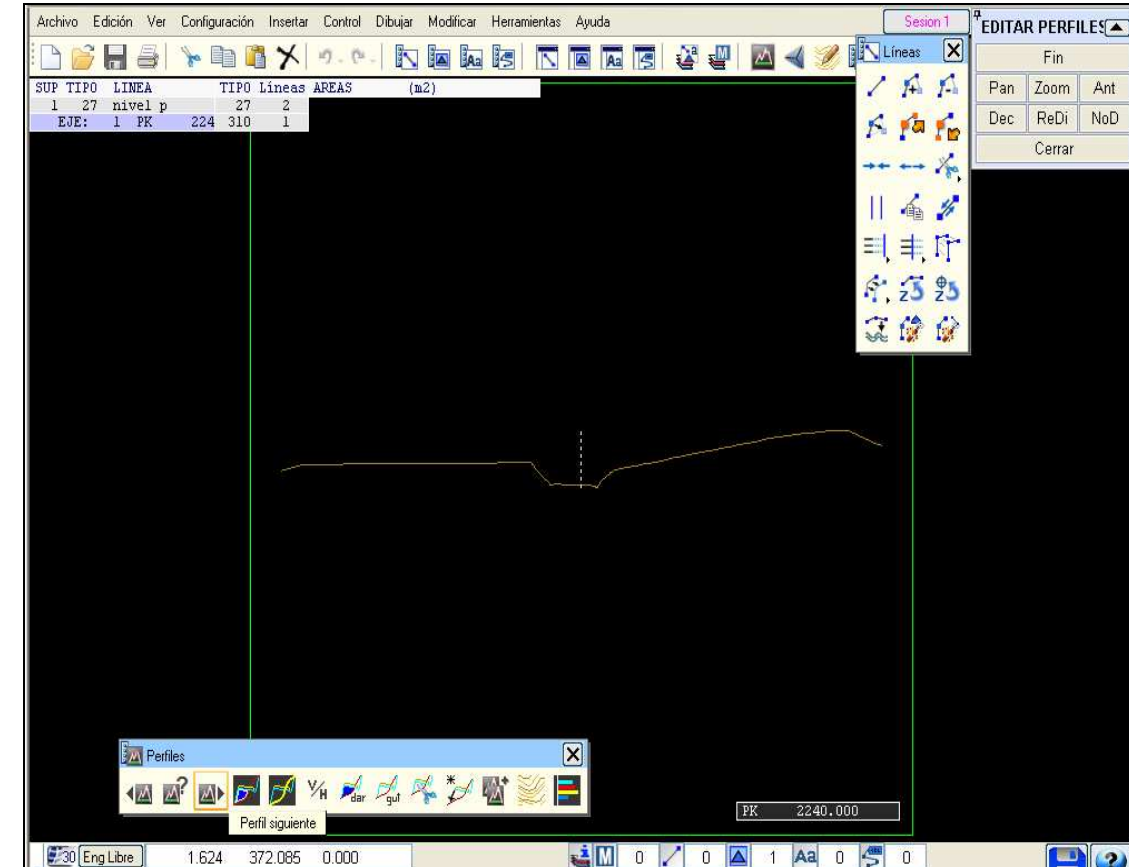 Archivo Edición Ver Configuración Insertar Control Dibujar Modificar Herramientas Ayuda
Sesion 1
EDITAR PERFILES
Fin
Pan Zoom Ant
Dec ReDi NoD
Cerrar
Líneas
SUP TIPO LINEA TIPO Líneas AREAS (m2)
1 27 nivel p 27 2
EJE: 1 PK 224 310 1
Perfiles
V/H dar gut
Perfil siguiente
PK 2240.000
30 Eng Libre 1.624 372.085 0.000 M 0 0 1 Aa 0 0